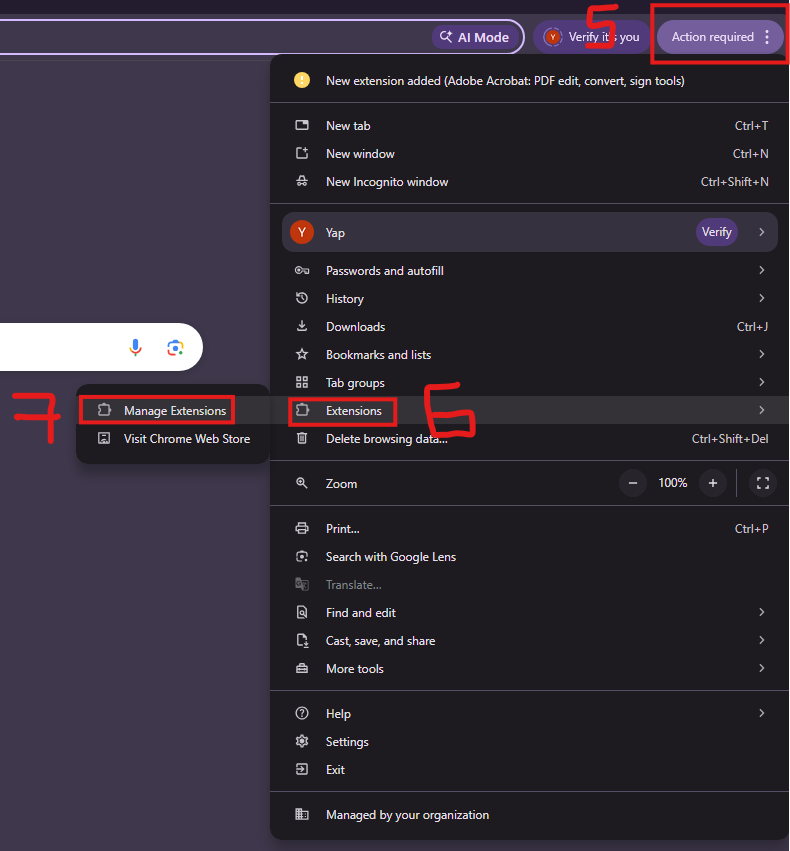 5
AI Mode
Y
Verify it's you
Action required
New extension added (Adobe Acrobat: PDF edit, convert, sign tools)
New tab Ctrl+T
New window Ctrl+N
New Incognito window Ctrl+Shift+N
Y Yap Verify
Passwords and autofill
History
Downloads Ctrl+J
Bookmarks and lists
Tab groups
7 Manage Extensions
Visit Chrome Web Store
Extensions 6
Delete browsing data... Ctrl+Shift+Del
Zoom − 100% +
Print... Ctrl+P
Search with Google Lens
Translate...
Find and edit
Cast, save, and share
More tools
Help
Settings
Exit
Managed by your organization